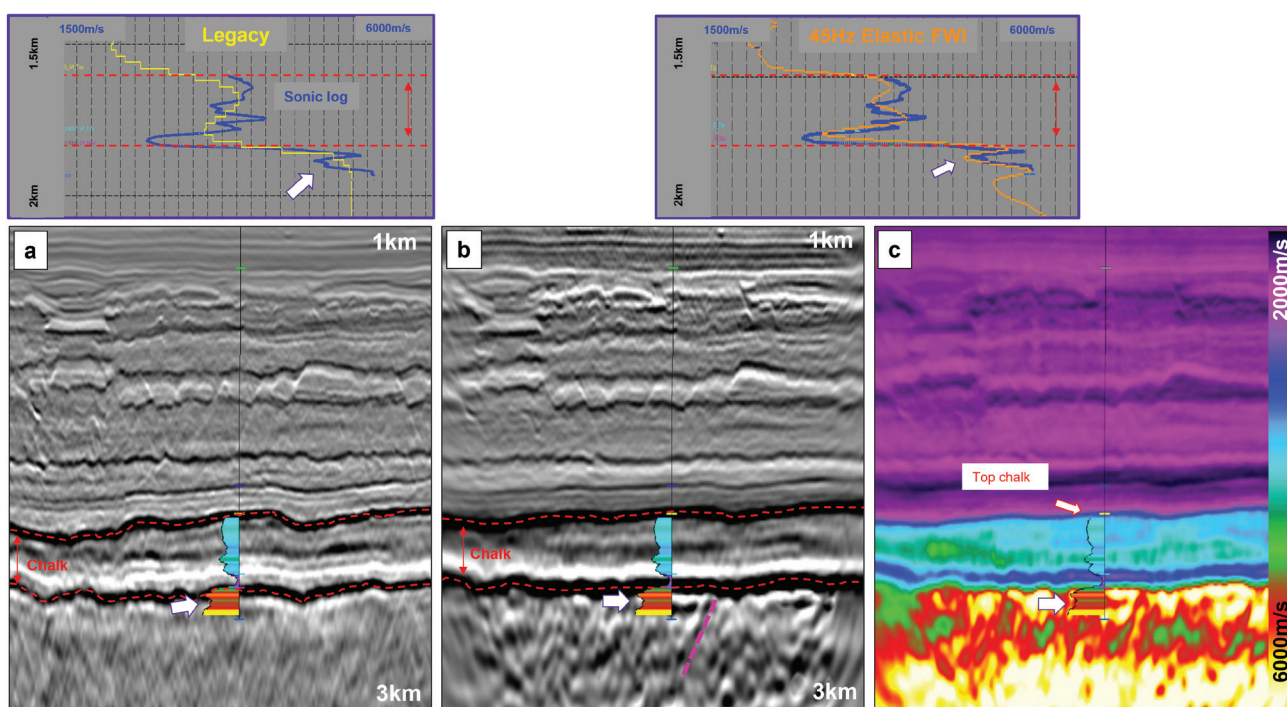 1500m/s
Legacy
6000m/s
1.5km
Sonic log
2km
1500m/s
45Hz Elastic FWI
6000m/s
1.5km
2km
a
1km
Chalk
3km
b
1km
Chalk
3km
c
2000m/s
Top chalk
6000m/s